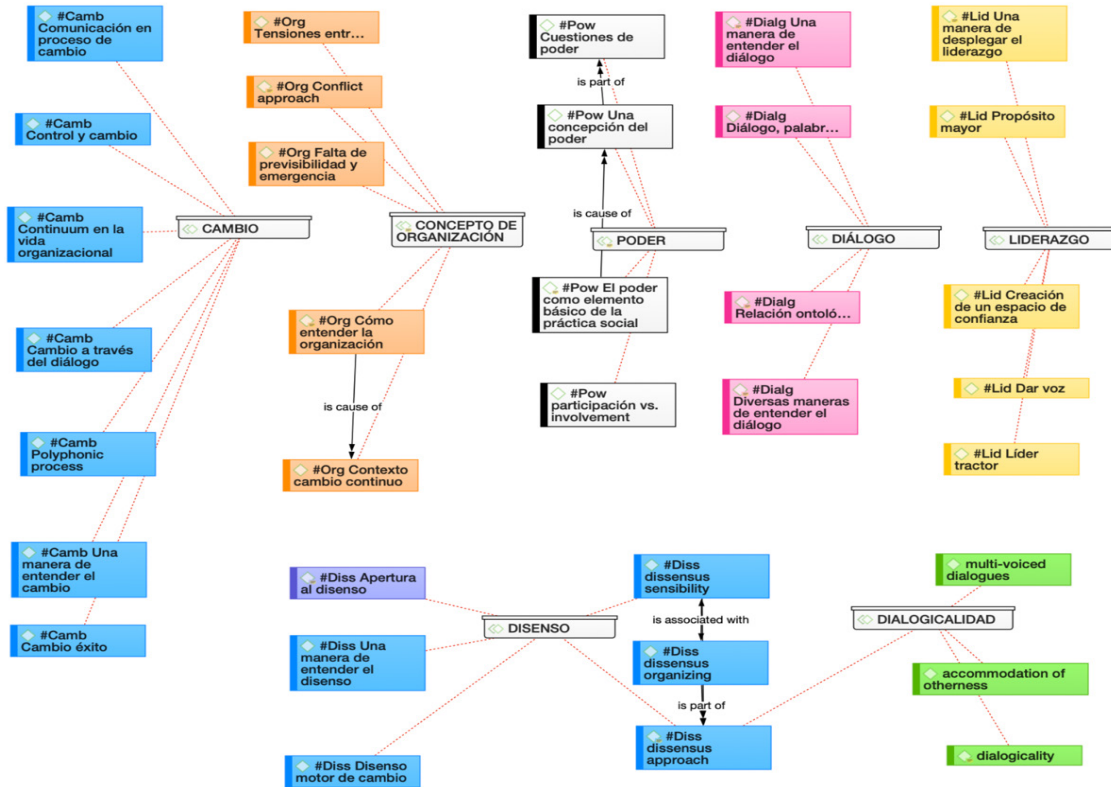 #Camb
Comunicación en
proceso de
cambio
#Camb
Control y cambio
#Camb
Continuum en la
vida
organizacional
#Camb
Cambio a través
del diálogo
#Camb
Polyphonic
process
#Camb Una
manera de
entender el
cambio
#Camb
Cambio éxito
CAMBIO
#Org
Tensiones entr...
#Org Conflict
approach
#Org Falta de
previsibilidad y
emergencia
CONCEPTO DE
ORGANIZACIÓN
#Org Cómo
entender la
organización
is cause of
#Org Contexto
cambio continuo
#Pow
Cuestiones de
poder
is part of
#Pow Una
concepción del
poder
is cause of
PODER
#Pow El poder
como elemento
básico de la
práctica social
#Pow
participación vs.
involvement
#Dialg Una
manera de
entender el
diálogo
#Dialg
Diálogo, palabr...
DIÁLOGO
#Dialg
Relación ontoló...
#Dialg
Diversas maneras
de entender el
diálogo
#Lid Una
manera de
desplegar el
liderazgo
#Lid Propósito
mayor
LIDERAZGO
#Lid Creación
de un espacio de
confianza
#Lid Dar voz
#Lid Líder
tractor
#Diss Apertura
al disenso
#Diss Una
manera de
entender el
disenso
#Diss Disenso
motor de cambio
DISENSO
#Diss
dissensus
sensibility
is associated with
#Diss
dissensus
organizing
is part of
#Diss
dissensus
approach
multi-voiced
dialogues
DIALOGICALIDAD
accommodation of
otherness
dialogicality